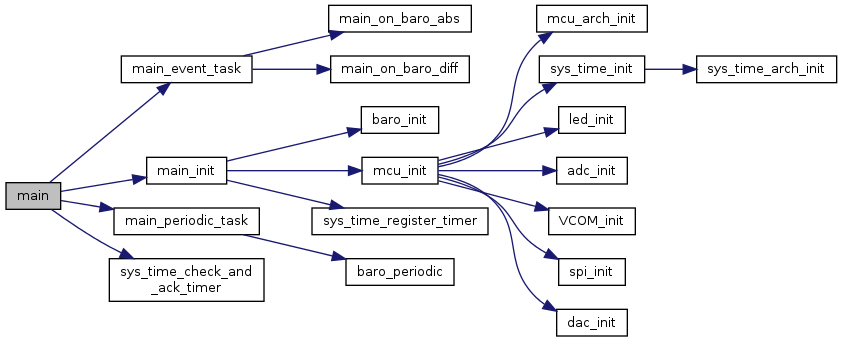 main
main_event_task
main_on_baro_abs
main_on_baro_diff
main_init
baro_init
mcu_init
mcu_arch_init
sys_time_init
sys_time_arch_init
led_init
adc_init
VCOM_init
spi_init
dac_init
sys_time_register_timer
main_periodic_task
baro_periodic
sys_time_check_and
_ack_timer